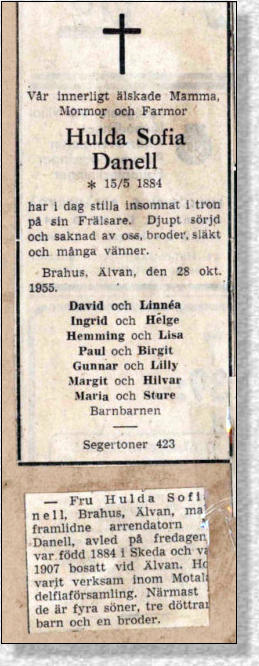 Vår innerligt älskade Mamma,
Mormor och Farmor
Hulda Sofia
Danell
* 15/5 1884
har i dag stilla insomnat i tron
på sin Frälsare. Djupt sörjd
och saknad av oss, broder, släkt
och många vänner.
Brahus, Älvan, den 28 okt.
1955.
David och Linnéa
Ingrid och Helge
Hemming och Lisa
Paul och Birgit
Gunnar och Lilly
Margit och Hilvar
Maria och Sture
Barnbarnen
Segertoner 423
— Fru Hulda Sofi
nell, Brahus, Älvan, ma
framlidne arrendatorn
Danell, avled på fredagen
var född 1884 i Skeda och va
1907 bosatt vid Älvan. Ho
varit verksam inom Motala
delfiaförsamling. Närmast
de är fyra söner, tre döttrar
barn och en broder.